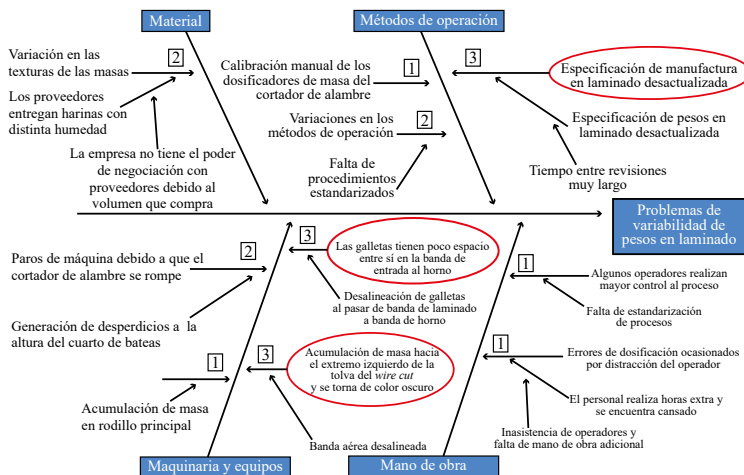 Material
Métodos de operación
Variación en las
texturas de las masas
2
Los proveedores
entregan harinas con
distinta humedad
La empresa no tiene el poder
de negociación con
proveedores debido al
volumen que compra
Calibración manual de los
dosificadores de masa del
cortador de alambre
1
Variaciones en los
métodos de operación
2
Falta de
procedimientos
estandarizados
3
Especificación de manufactura
en laminado desactualizada
Especificación de pesos en
laminado desactualizada
Tiempo entre revisiones
muy largo
Problemas de
variabilidad de
pesos en laminado
Paros de máquina debido a que el
cortador de alambre se rompe
2
Generación de desperdicios a la
altura del cuarto de bateas
1
Acumulación de masa
en rodillo principal
3
Las galletas tienen poco espacio
entre sí en la banda de
entrada al horno
Desalineación de galletas
al pasar de banda de laminado
a banda de horno
3
Acumulación de masa hacia
el extremo izquierdo de la
tolva del wire cut
y se torna de color oscuro
Banda aérea desalineada
1
Algunos operadores realizan
mayor control al proceso
Falta de estandarización
de procesos
1
Errores de dosificación ocasionados
por distracción del operador
El personal realiza horas extra y
se encuentra cansado
Inasistencia de operadores y
falta de mano de obra adicional
Maquinaria y equipos
Mano de obra